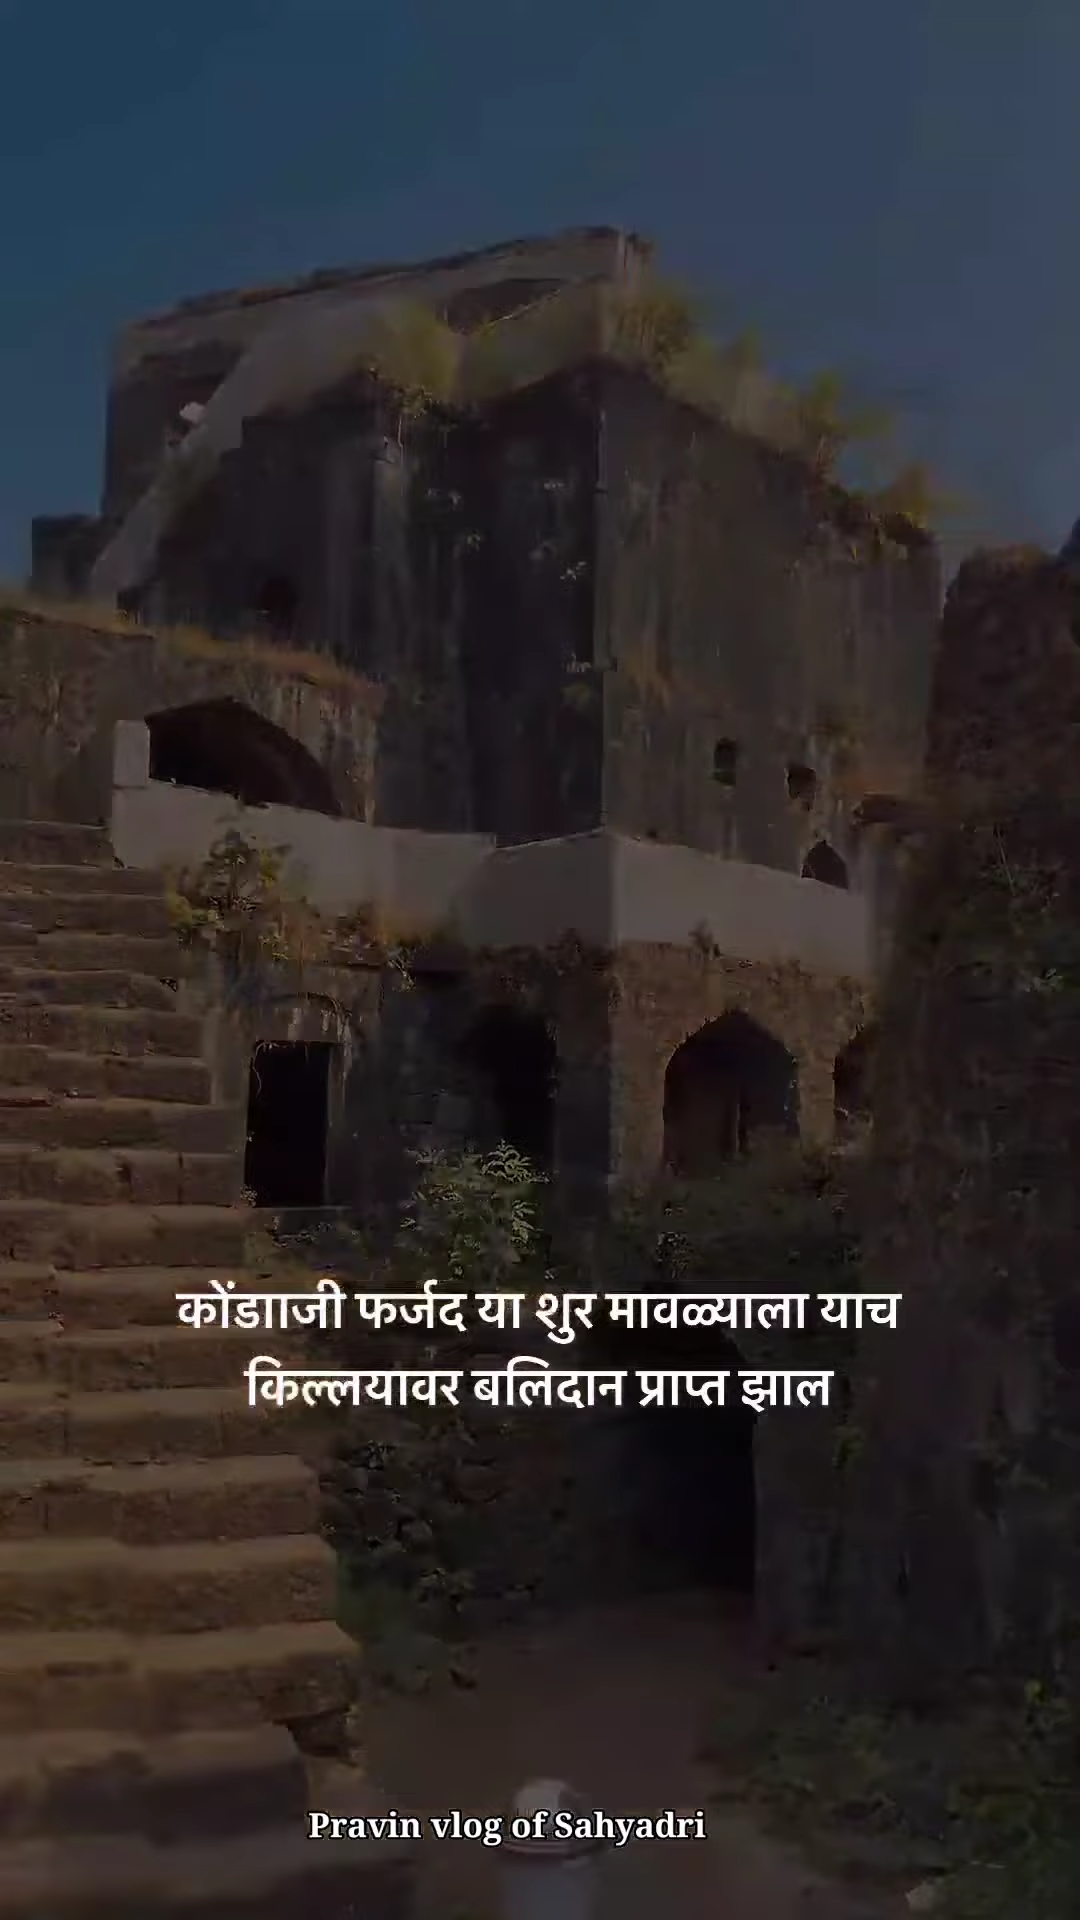 कोंडााजी फर्जद या शुर मावळ्याला याच
किल्लयावर बलिदान प्राप्त झाल
Pravin vlog of Sahyadri